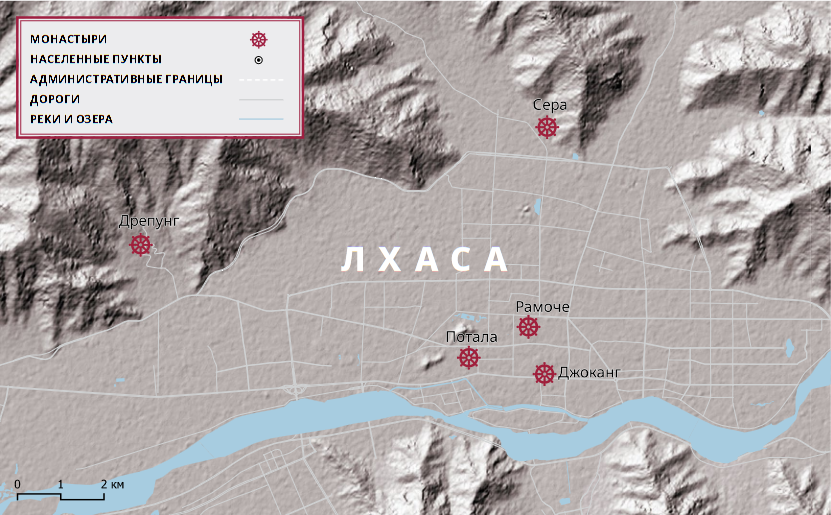 МОНАСТЫРИ
НАСЕЛЕННЫЕ ПУНКТЫ
АДМИНИСТРАТИВНЫЕ ГРАНИЦЫ
ДОРОГИ
РЕКИ И ОЗЕРА
Сера
Дрепунг
ЛХАСА
Рамоче
Потала
Джоканг
0 1 2 км